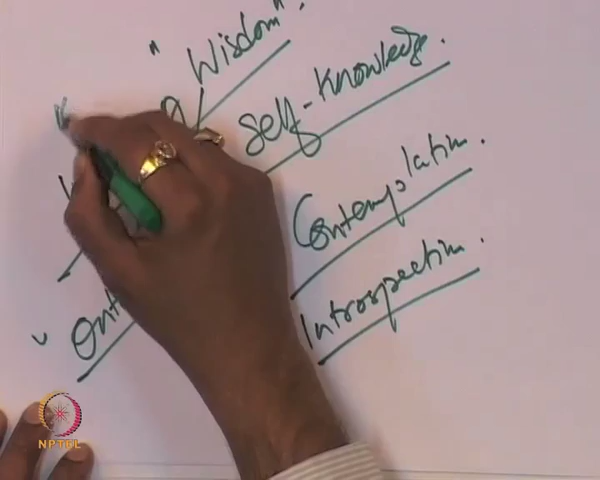 "Wisdom".
Self-Knowledge.
Contemplation.
Introspection.
NPTEL